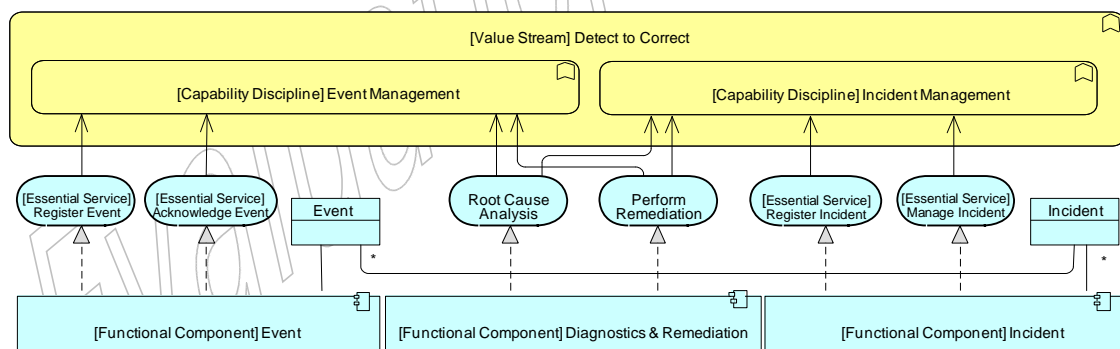 [Value Stream] Detect to Correct
[Capability Discipline] Event Management
[Capability Discipline] Incident Management
[Essential Service]
Register Event
[Essential Service]
Acknowledge Event
Event
Root Cause
Analysis
Perform
Remediation
[Essential Service]
Register Incident
[Essential Service]
Manage Incident
Incident
*
*
[Functional Component] Event
[Functional Component] Diagnostics & Remediation
[Functional Component] Incident